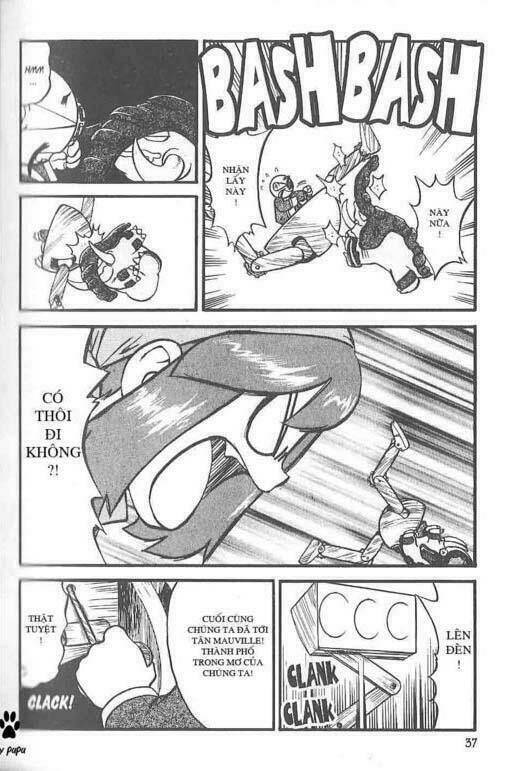 HMM
...
BASH BASH
NHẬN
LẤY NÀY
!
NÀY
NỮA
!
CÓ
THÔI
ĐI
KHÔNG
?!
THẬT
TUYỆT
!
CUỐI CÙNG
CHÚNG TA ĐÃ TỚI
TÂN MAUVILLE!
THÀNH PHỐ
TRONG MƠ CỦA
CHÚNG TA!
CLACK!
CCC
LÊN
ĐÈN
!
CLANK
CLANK
37
y pupu